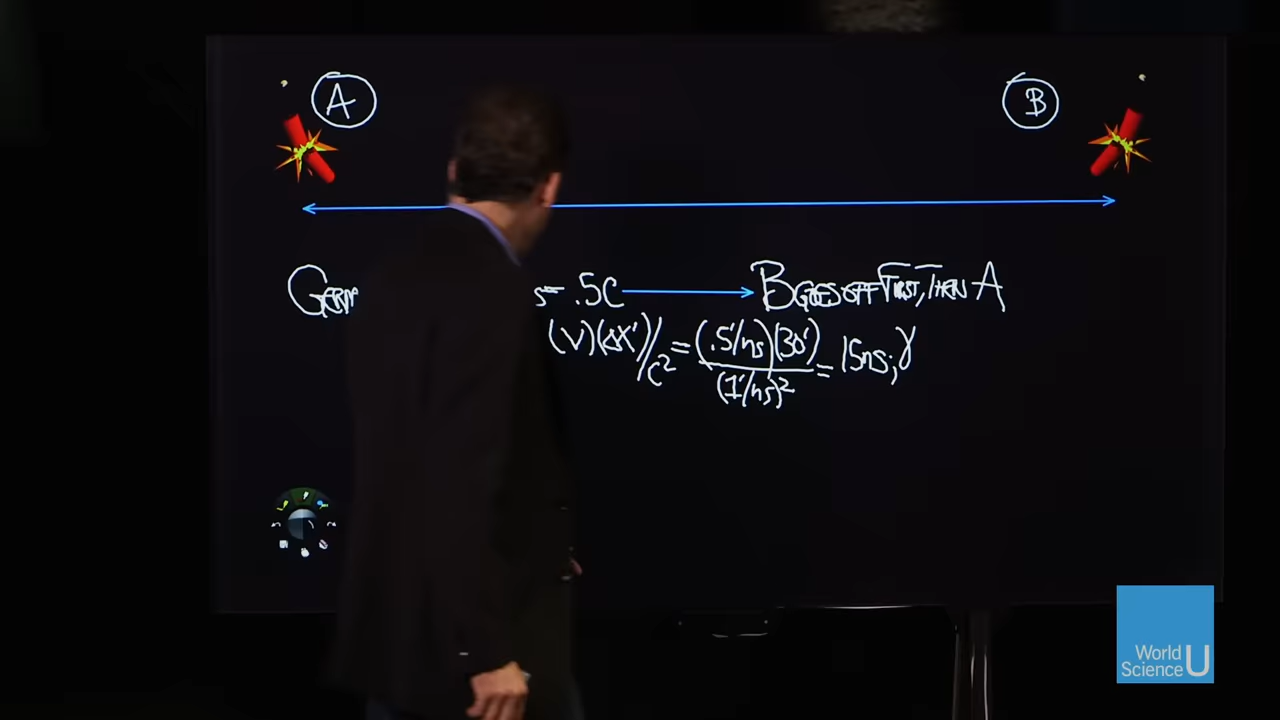 A B
= .5C → B GOES OFF FIRST, THEN A
(V)(ΔX')/C² = (.5'/ns)(30')/(1'/ns)² = 15ns; γ
World
Science U